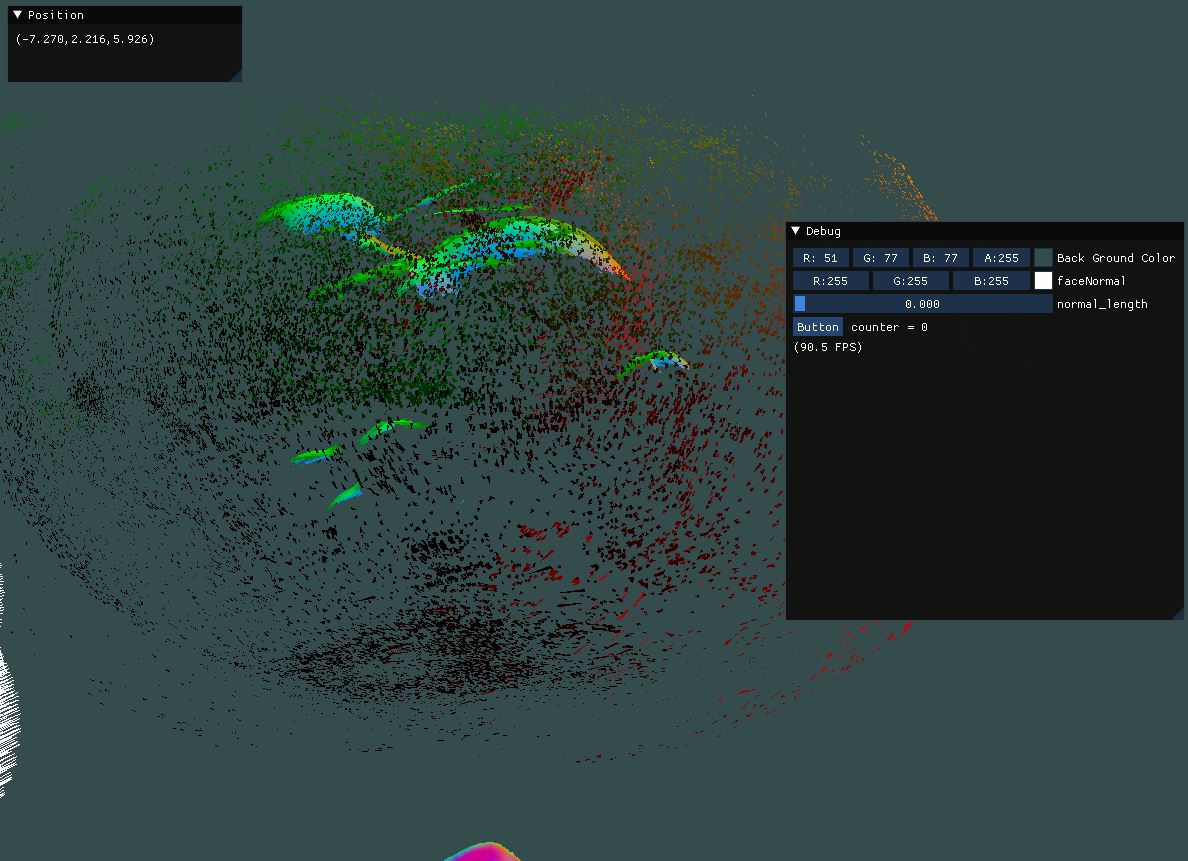 Position
(-7.270,2.216,5.926)
Debug
R: 51 G: 77 B: 77 A:255 Back Ground Color
R:255 G:255 B:255 faceNormal
0.000 normal_length
Button counter = 0
(90.5 FPS)